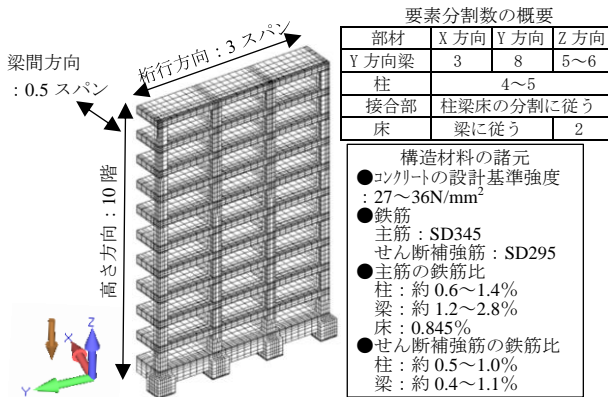 梁間方向
：0.5 スパン
桁行方向：3 スパン
高さ方向：10 階
Z
X
Y
要素分割数の概要
部材 X 方向 Y 方向 Z 方向
Y 方向梁 3 8 5～6
柱 4～5
接合部 柱梁床の分割に従う
床 梁に従う 2
構造材料の諸元
●コンクリートの設計基準強度
：27～36N/mm²
●鉄筋
主筋：SD345
せん断補強筋：SD295
●主筋の鉄筋比
柱：約 0.6～1.4％
梁：約 1.2～2.8％
床：0.845％
●せん断補強筋の鉄筋比
柱：約 0.5～1.0％
梁：約 0.4～1.1％